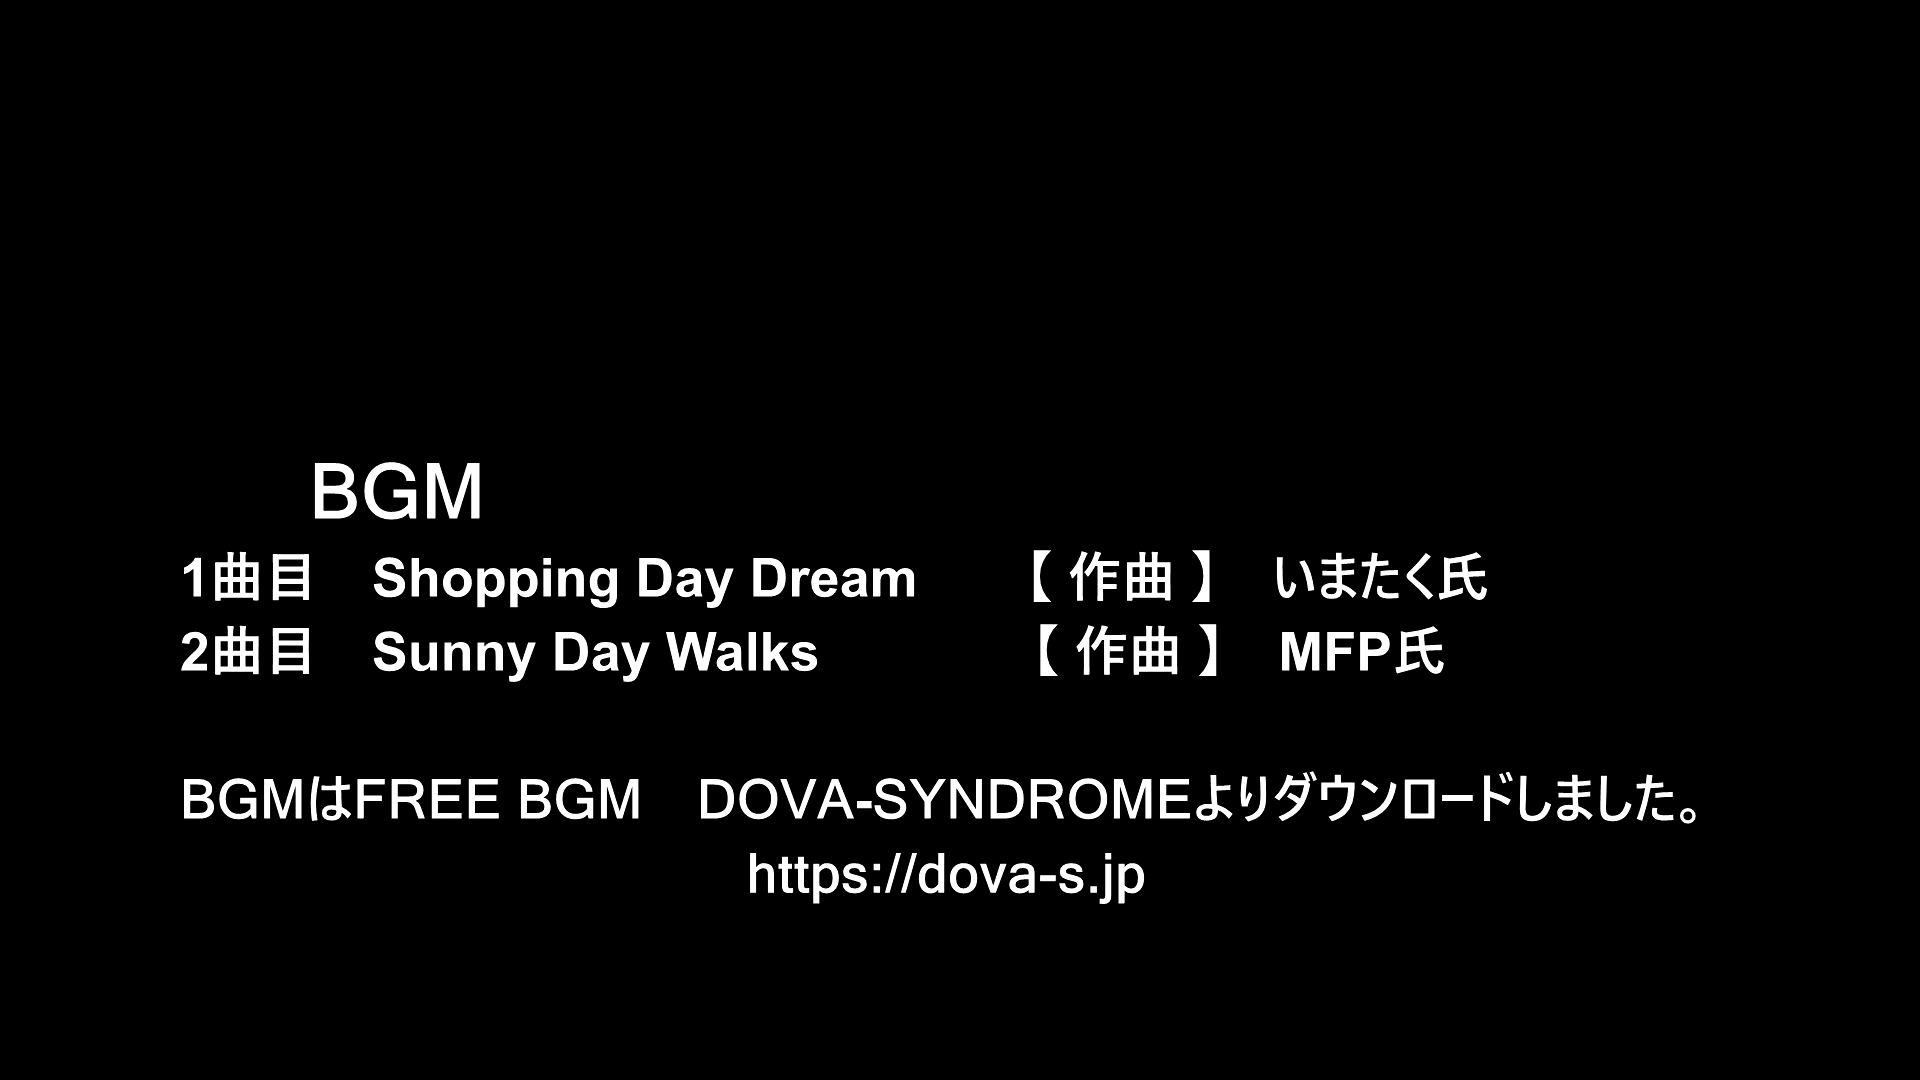 BGM
1曲目　Shopping Day Dream　　【 作曲 】　いまたく氏
2曲目　Sunny Day Walks　　　　【 作曲 】　MFP氏
BGMはFREE BGM　DOVA-SYNDROMEよりダウンロードしました。
https://dova-s.jp